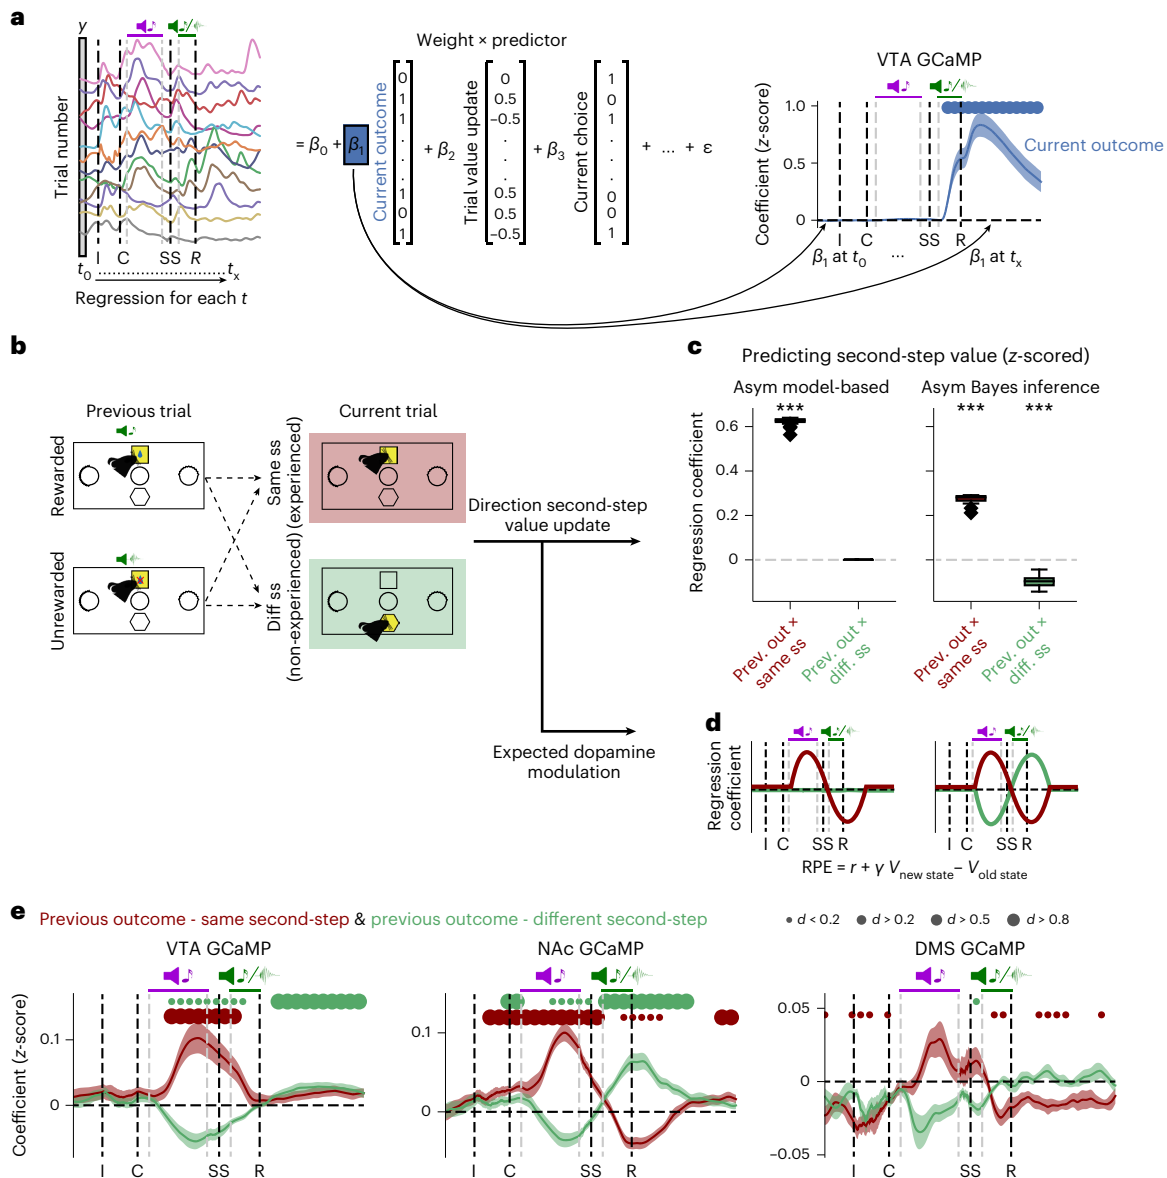 a
y
Trial number
I C SS R
t0 tx
Regression for each t
Weight × predictor
= β0 + β1
Current outcome
0
1
1
.
.
.
1
0
1
+ β2
Trial value update
0
0.5
−0.5
.
.
0.5
0.5
−0.5
+ β3
Current choice
1
0
1
.
.
.
0
0
1
+ ... + ε
VTA GCaMP
Coefficient (z-score)
1.0
0.5
0
Current outcome
I C SS R
β1 at t0 ... β1 at tx
b
Previous trial
Current trial
Rewarded
Unrewarded
Same ss
(experienced)
Diff ss
(non-experienced)
Direction second-step
value update
Expected dopamine
modulation
c
Predicting second-step value (z-scored)
Asym model-based
Asym Bayes inference
Regression coefficient
0.6
0.4
0.2
0
***
*** ***
Prev. out ×
same ss
Prev. out ×
diff. ss
Prev. out ×
same ss
Prev. out ×
diff. ss
d
Regression
coefficient
I C SS R
I C SS R
RPE = r + γ Vnew state − Vold state
e
Previous outcome - same second-step & previous outcome - different second-step
d < 0.2 d > 0.2 d > 0.5 d > 0.8
VTA GCaMP
NAc GCaMP
DMS GCaMP
Coefficient (z-score)
0.1
0
I C SS R
0.1
0
I C SS R
0.05
0
−0.05
I C SS R